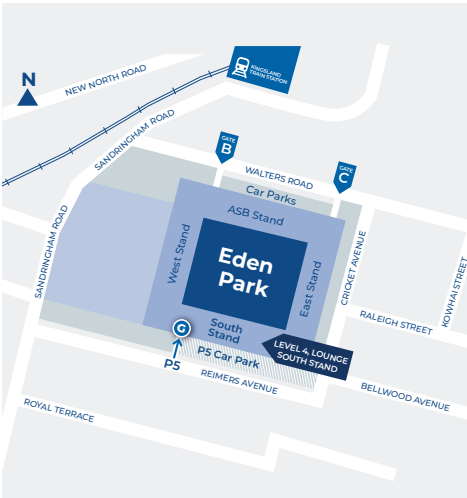 N
NEW NORTH ROAD
KINGSLAND
TRAIN STATION
SANDRINGHAM ROAD
GATE
B
WALTERS ROAD
GATE
C
Car Parks
ASB Stand
West Stand
Eden
Park
East Stand
SANDRINGHAM ROAD
CRICKET AVENUE
KOWHAI STREET
RALEIGH STREET
G
South
Stand
LEVEL 4, LOUNGE
SOUTH STAND
P5
P5 Car Park
REIMERS AVENUE
BELLWOOD AVENUE
ROYAL TERRACE